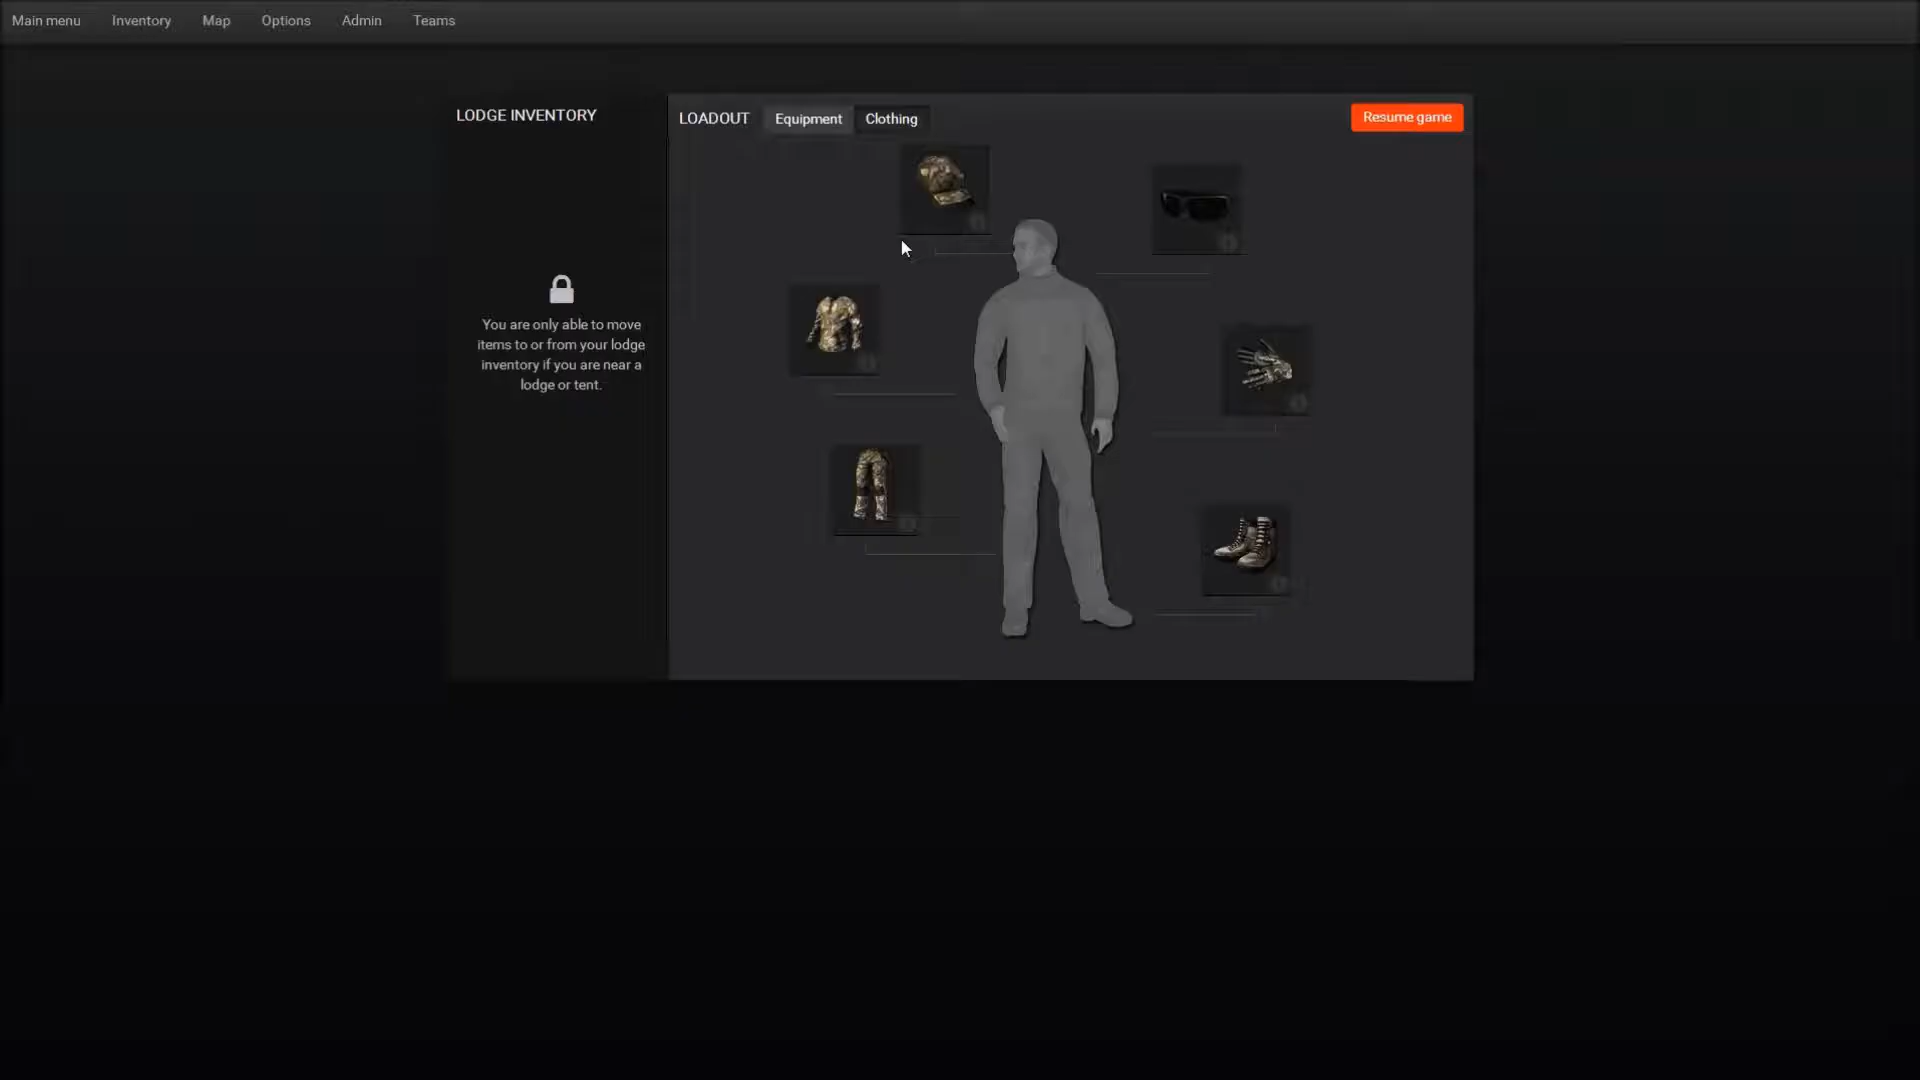 Main menu Inventory Map Options Admin Teams
LODGE INVENTORY
LOADOUT Equipment Clothing Resume game
You are only able to move
items to or from your lodge
inventory if you are near a
lodge or tent.